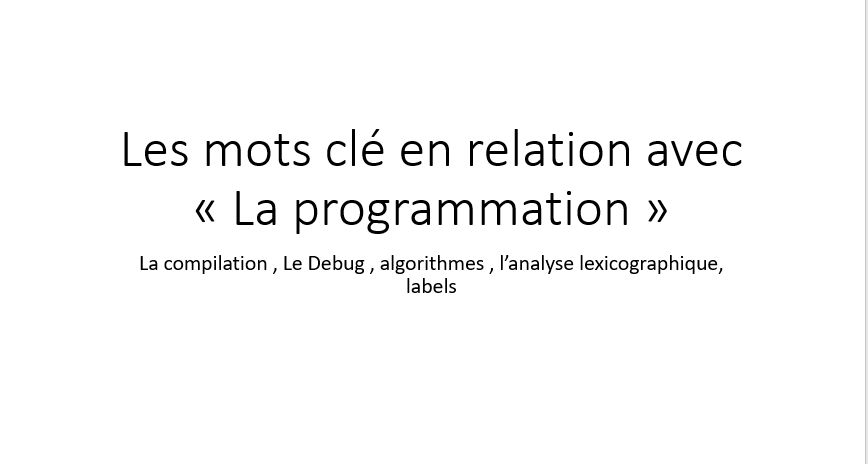 Les mots clé en relation avec
« La programmation »
La compilation , Le Debug , algorithmes , l’analyse lexicographique,
labels